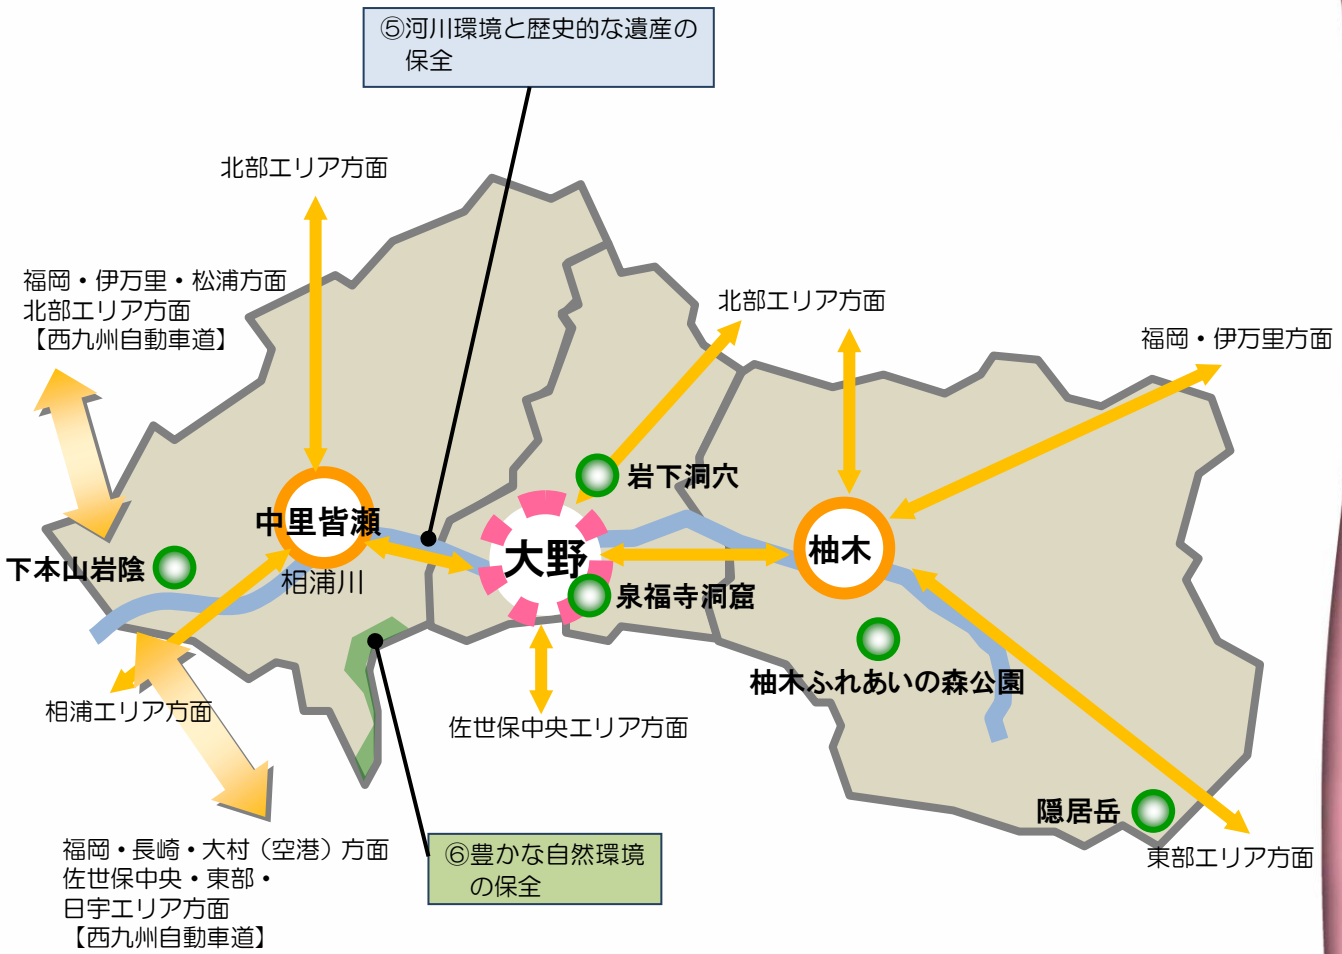 ⑤河川環境と歴史的な遺産の
保全
北部エリア方面
福岡・伊万里・松浦方面
北部エリア方面
【西九州自動車道】
北部エリア方面
福岡・伊万里方面
岩下洞穴
中里皆瀬
大野
柚木
下本山岩陰
相浦川
泉福寺洞窟
柚木ふれあいの森公園
相浦エリア方面
佐世保中央エリア方面
隠居岳
東部エリア方面
福岡・長崎・大村（空港）方面
佐世保中央・東部・
日宇エリア方面
【西九州自動車道】
⑥豊かな自然環境
の保全